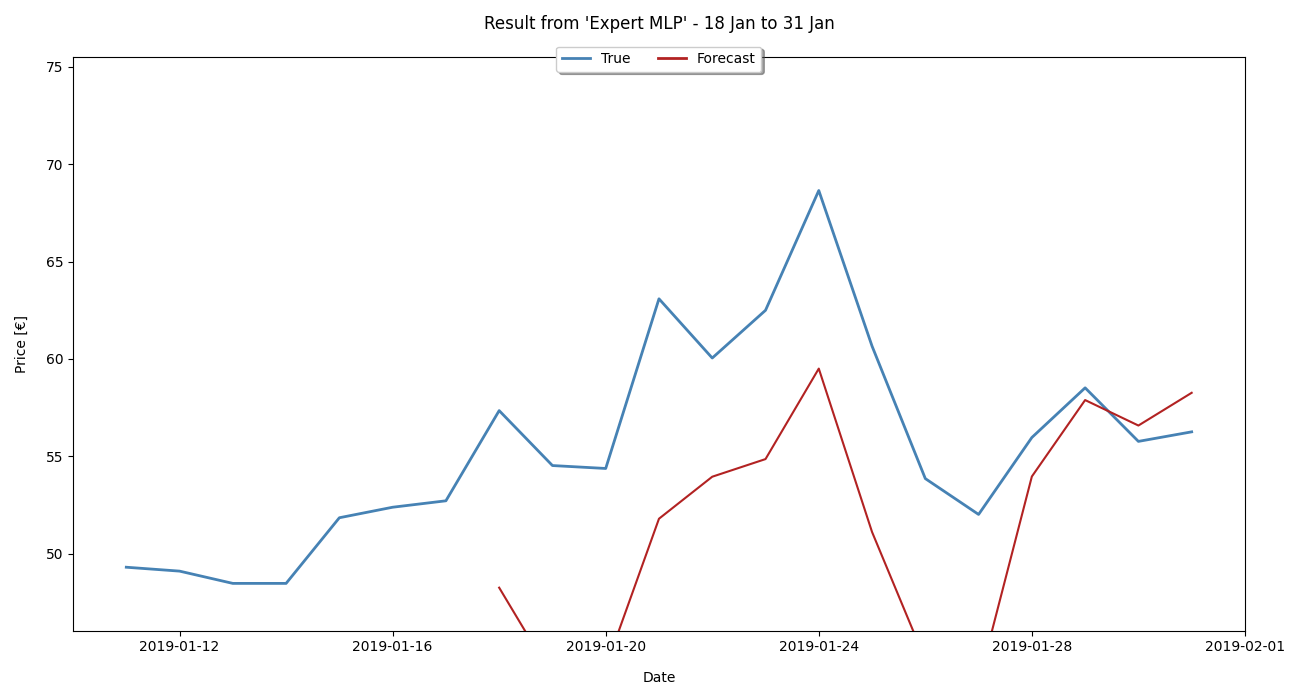 Result from 'Expert MLP' - 18 Jan to 31 Jan
True
Forecast
75
70
65
60
55
50
Price [€]
2019-01-12
2019-01-16
2019-01-20
2019-01-24
2019-01-28
2019-02-01
Date